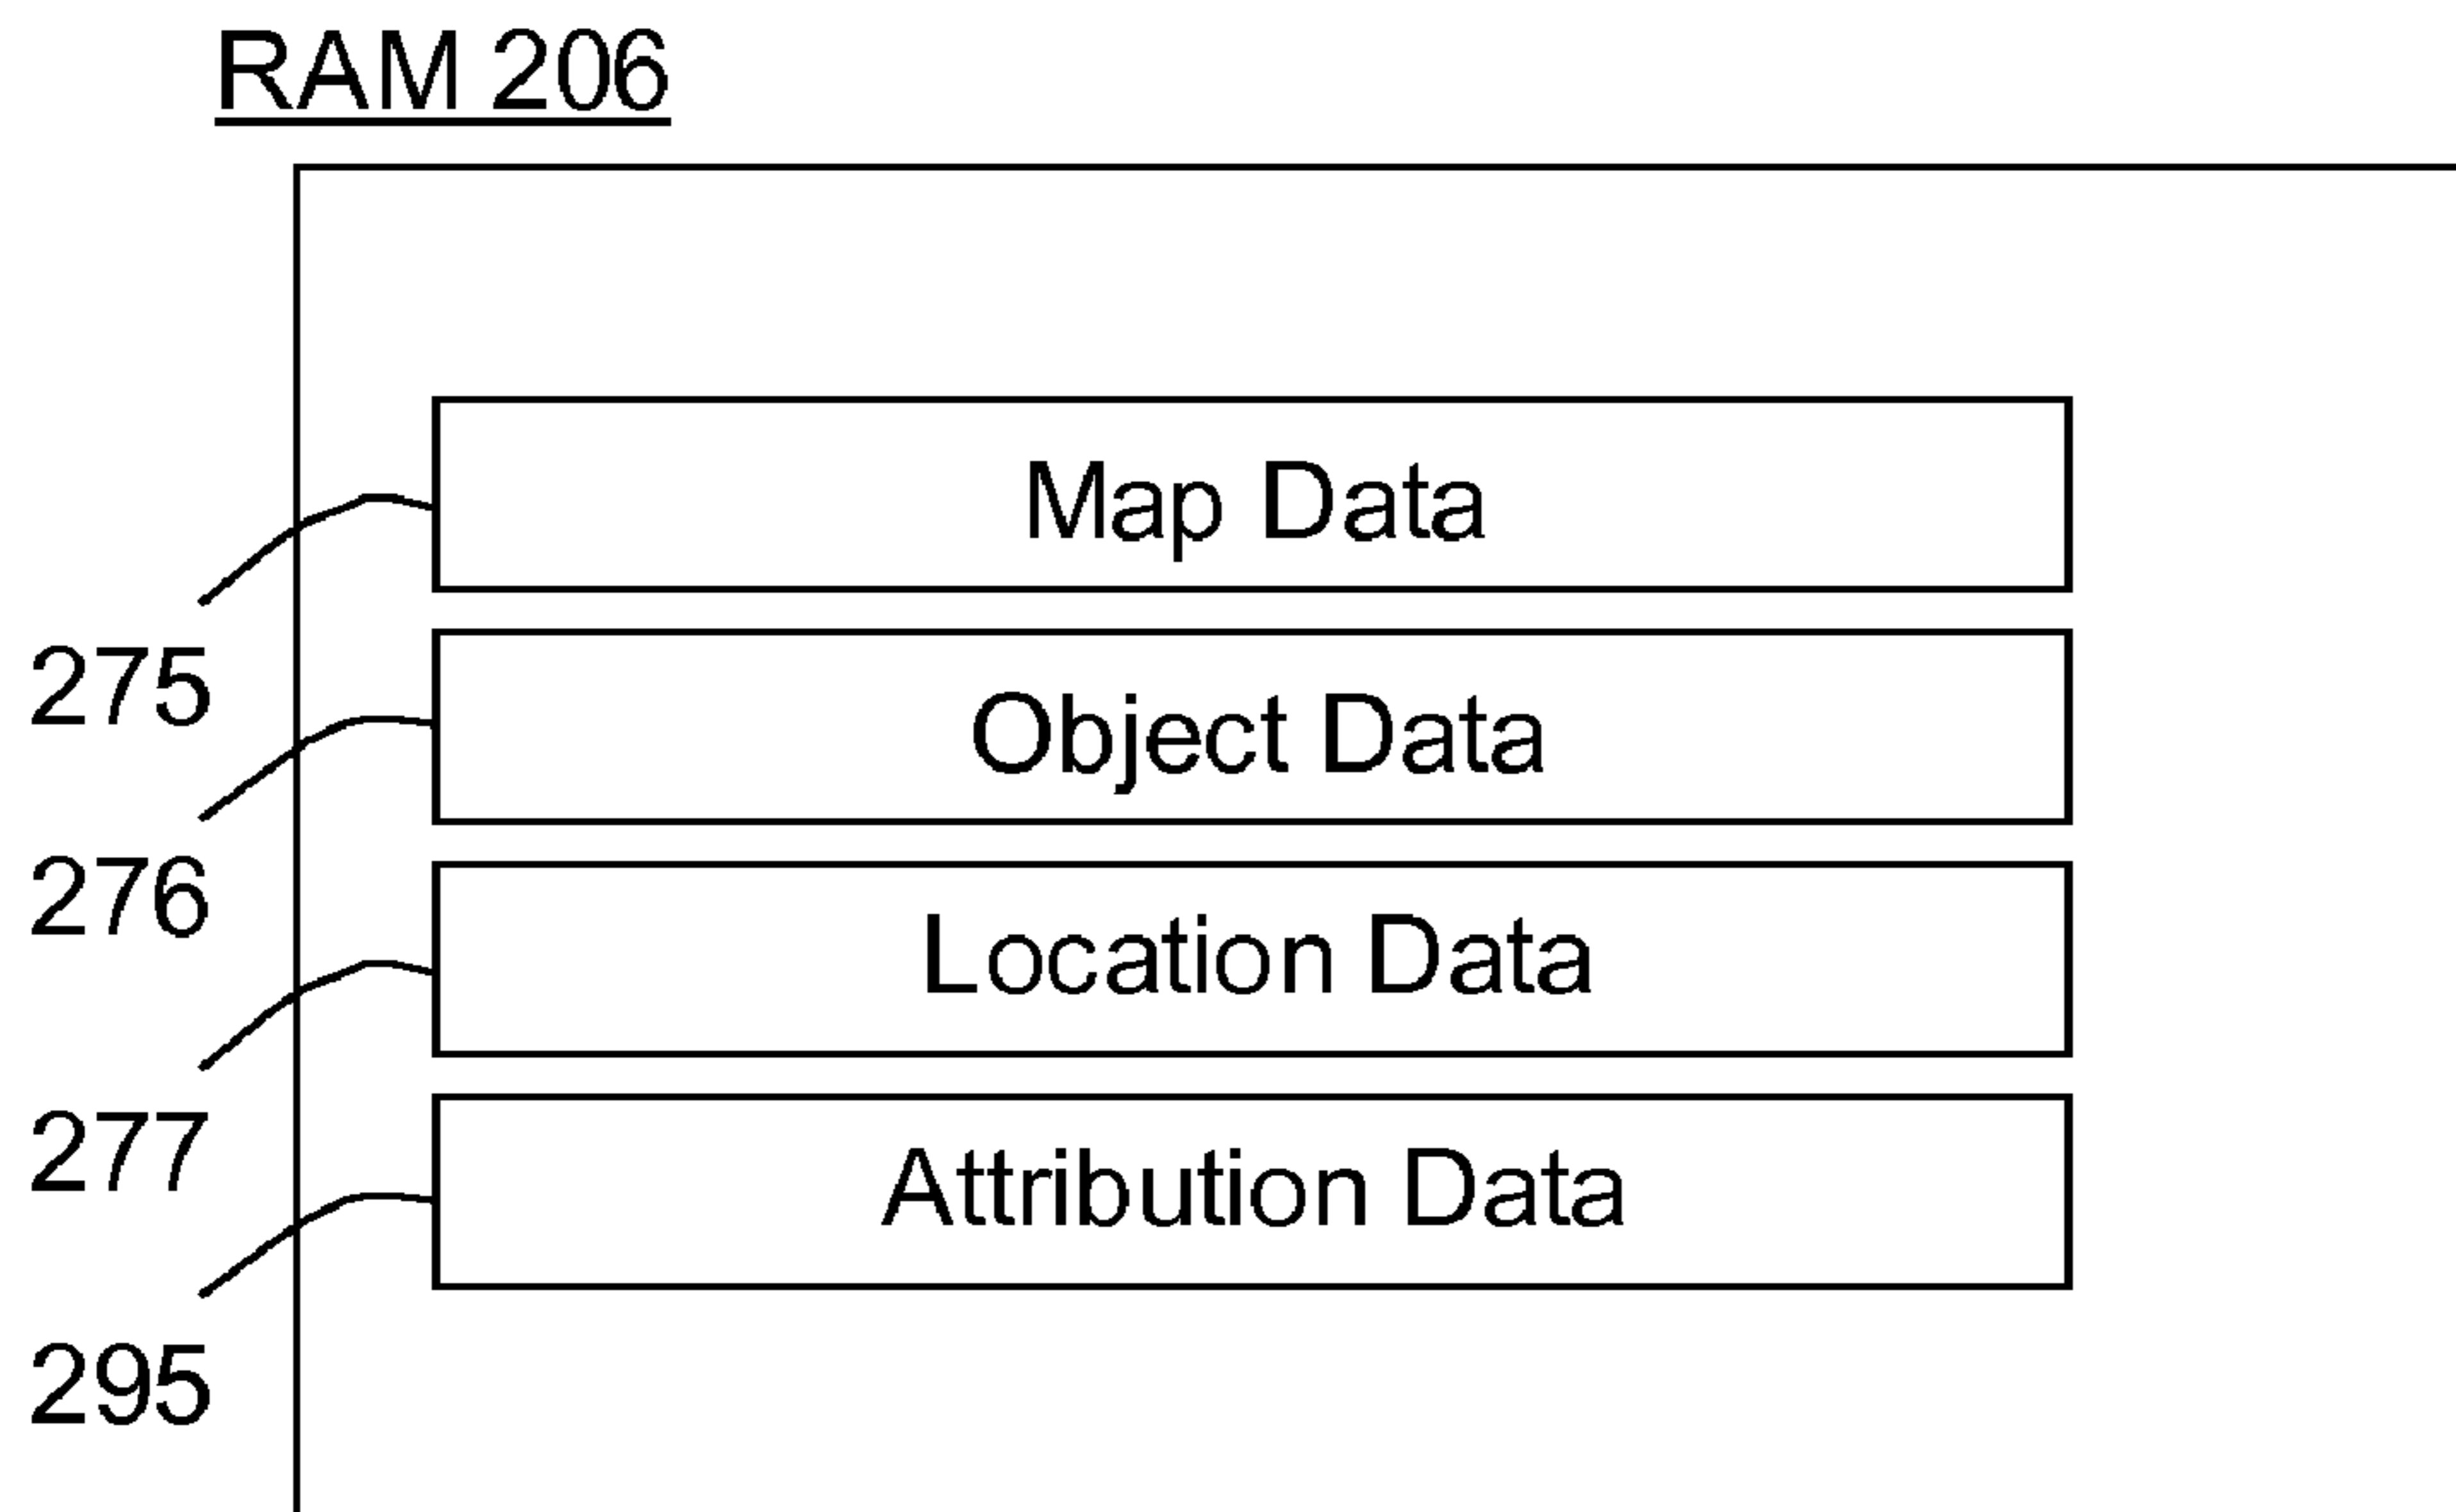 RAM 206
Map Data
275
Object Data
276
Location Data
277
Attribution Data
295